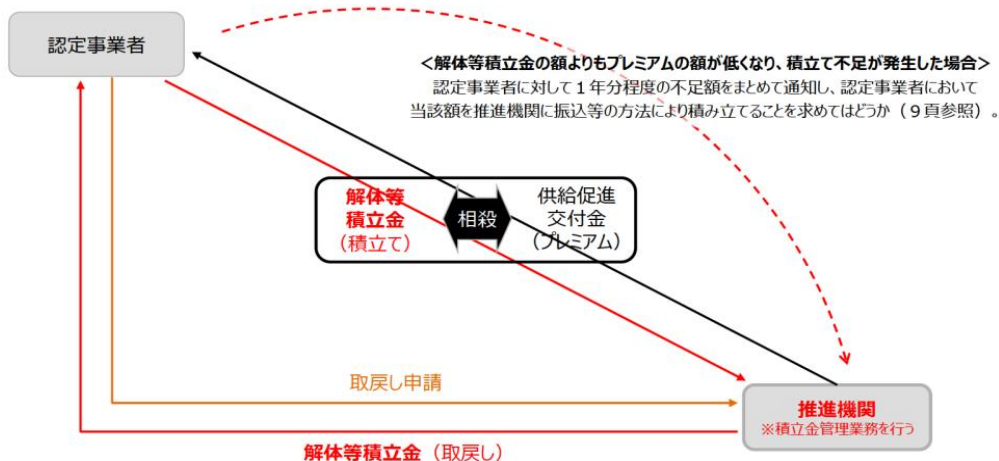 認定事業者
<解体等積立金の額よりもプレミアムの額が低くなり、積立て不足が発生した場合>
認定事業者に対して１年分程度の不足額をまとめて通知し、認定事業者において
当該額を推進機関に振込等の方法により積み立てることを求めてはどうか（９頁参照）。
解体等
積立金
（積立て）
相殺
供給促進
交付金
（プレミアム）
取戻し申請
推進機関
※積立金管理業務を行う
解体等積立金（取戻し）